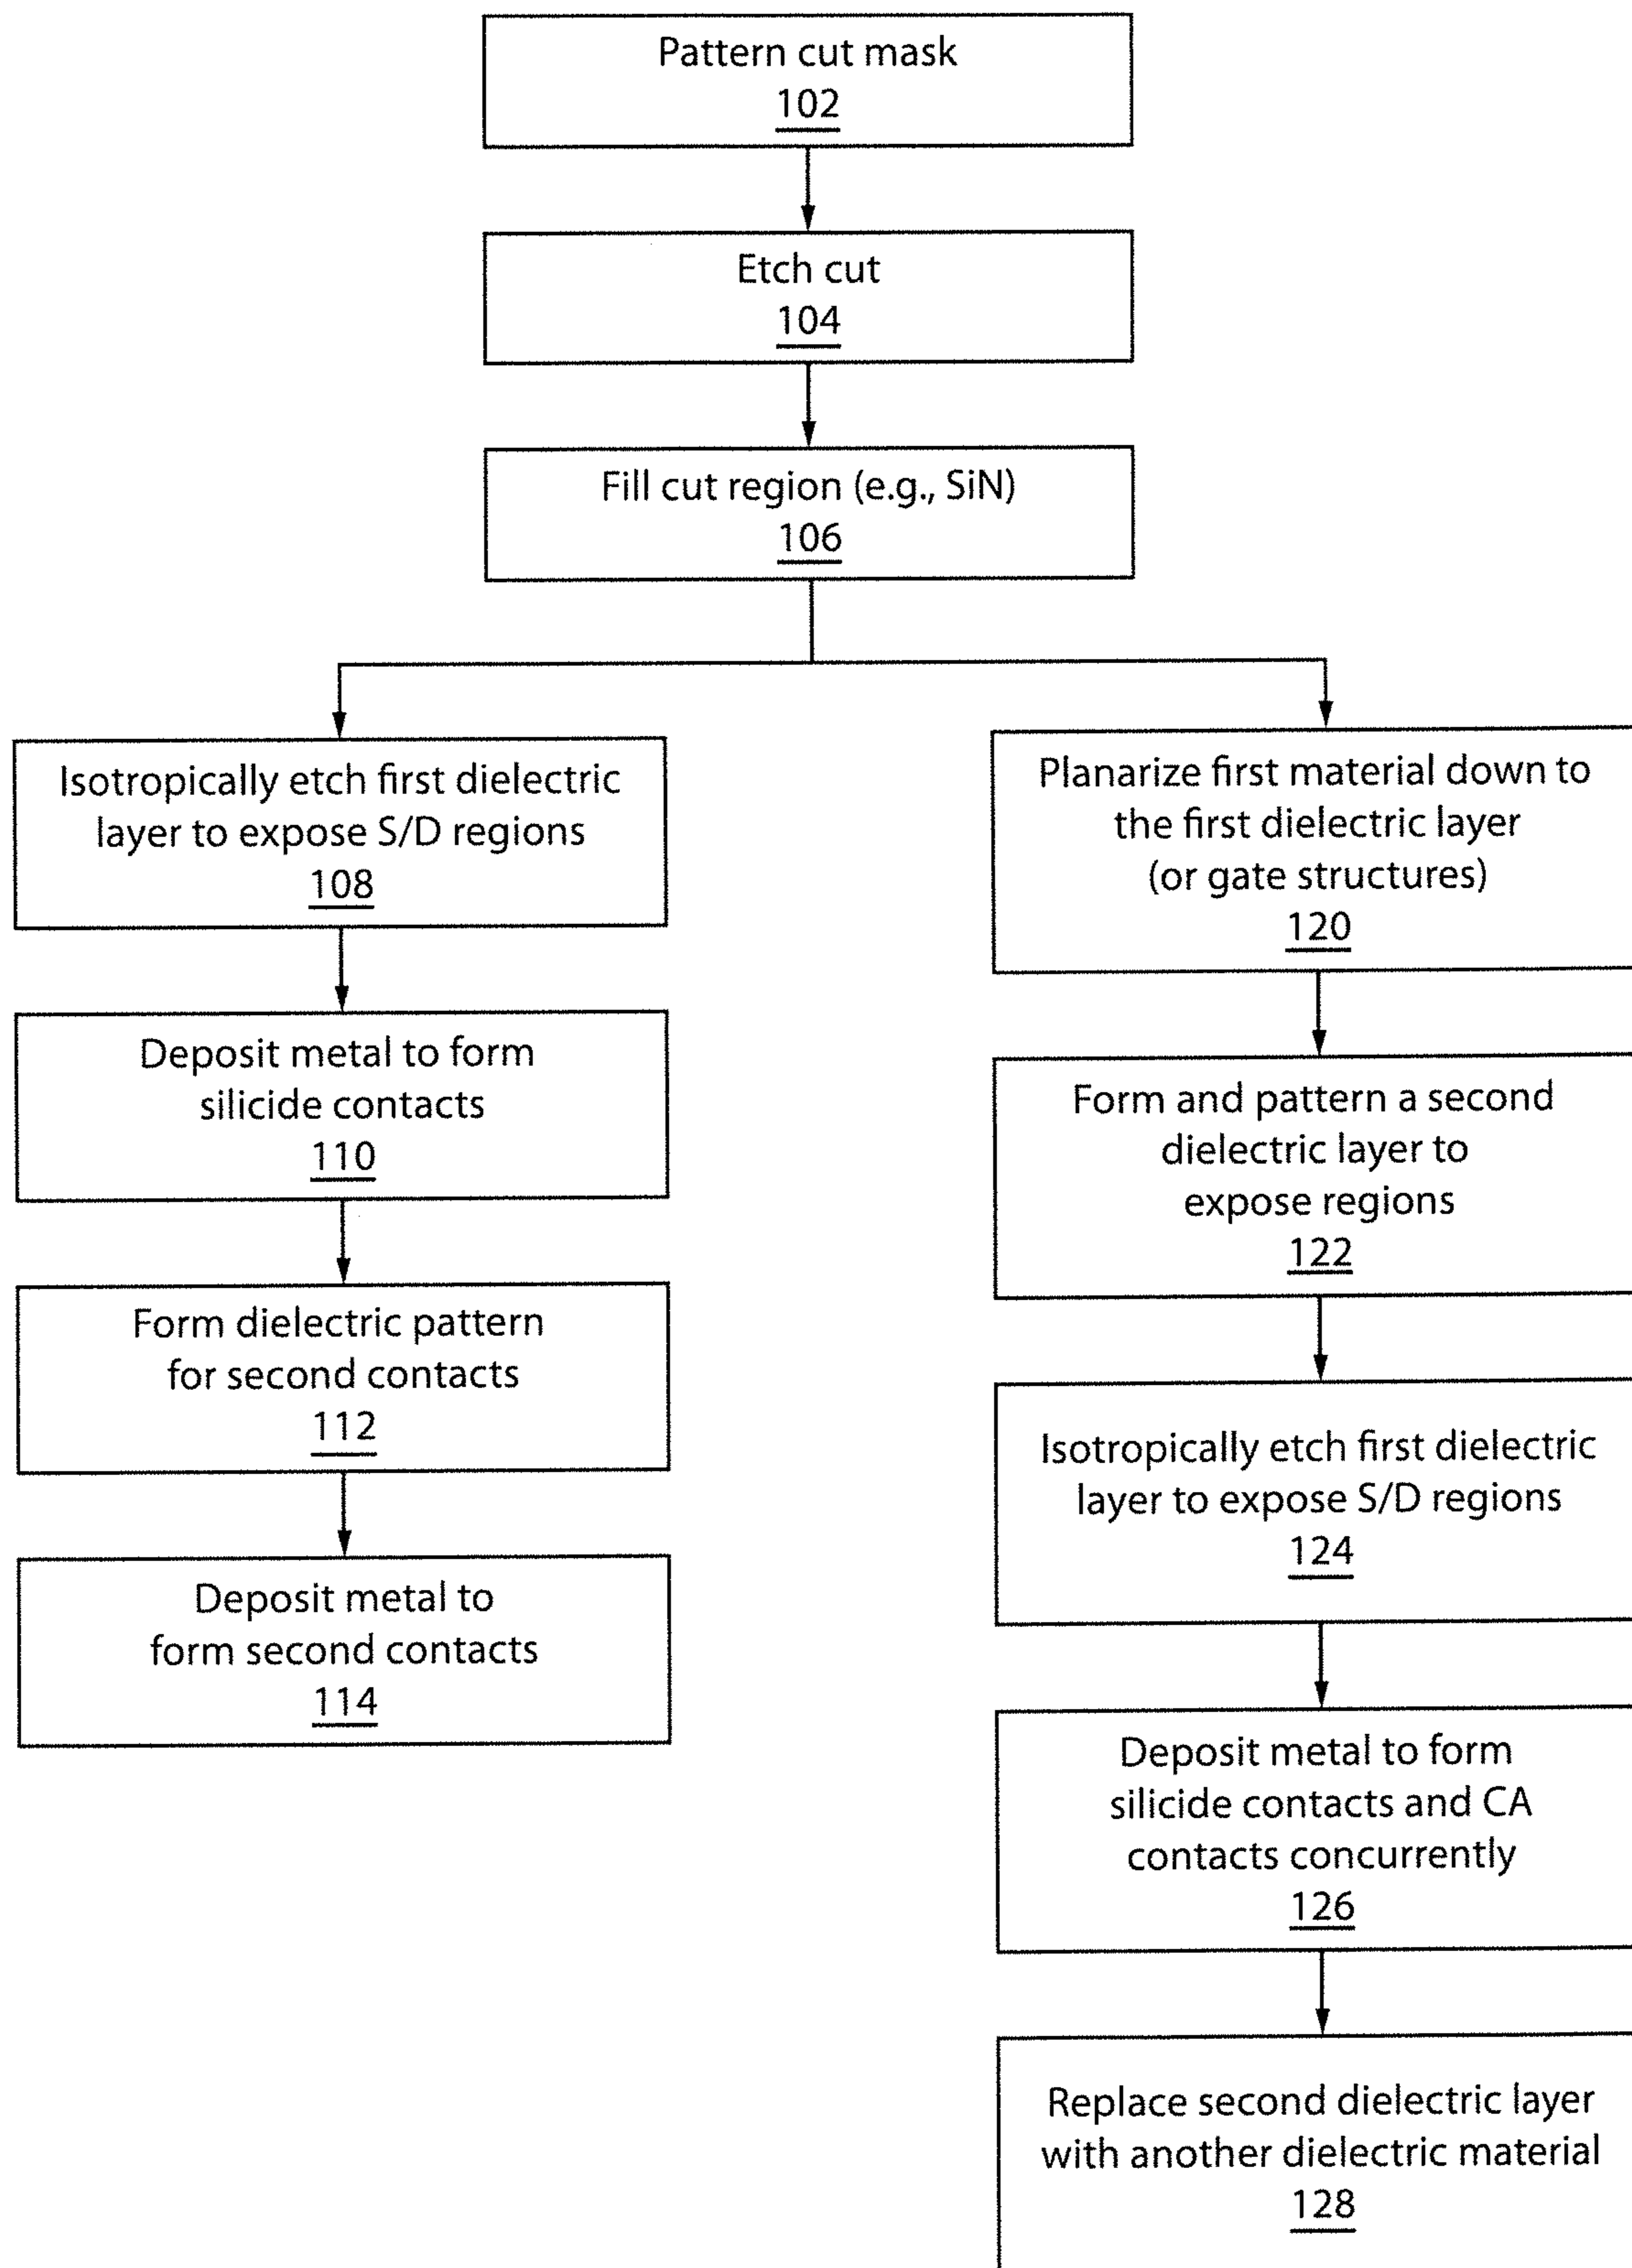 Pattern cut mask
102
Etch cut
104
Fill cut region (e.g., SiN)
106
Isotropically etch first dielectric
layer to expose S/D regions
108
Deposit metal to form
silicide contacts
110
Form dielectric pattern
for second contacts
112
Deposit metal to
form second contacts
114
Planarize first material down to
the first dielectric layer
(or gate structures)
120
Form and pattern a second
dielectric layer to
expose regions
122
Isotropically etch first dielectric
layer to expose S/D regions
124
Deposit metal to form
silicide contacts and CA
contacts concurrently
126
Replace second dielectric layer
with another dielectric material
128